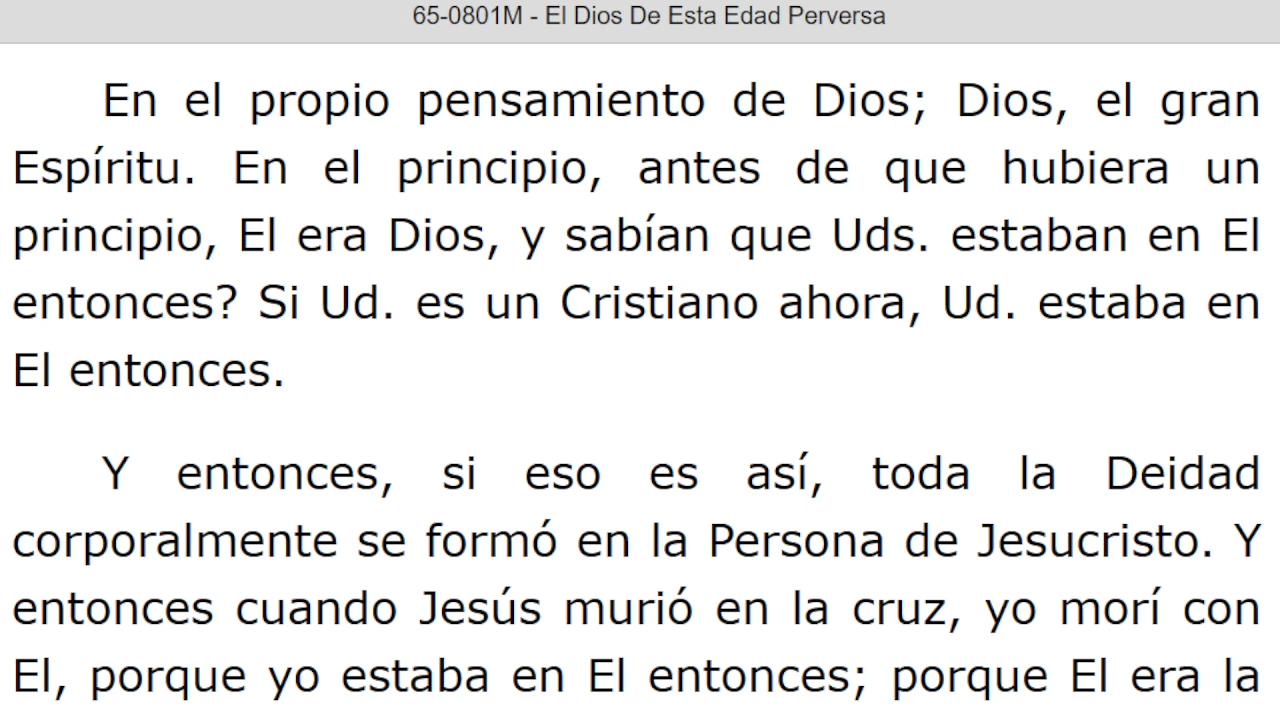 65-0801M - El Dios De Esta Edad Perversa
En el propio pensamiento de Dios; Dios, el gran
Espíritu. En el principio, antes de que hubiera un
principio, El era Dios, y sabían que Uds. estaban en El
entonces? Si Ud. es un Cristiano ahora, Ud. estaba en
El entonces.
Y entonces, si eso es así, toda la Deidad
corporalmente se formó en la Persona de Jesucristo. Y
entonces cuando Jesús murió en la cruz, yo morí con
El, porque yo estaba en El entonces; porque El era la